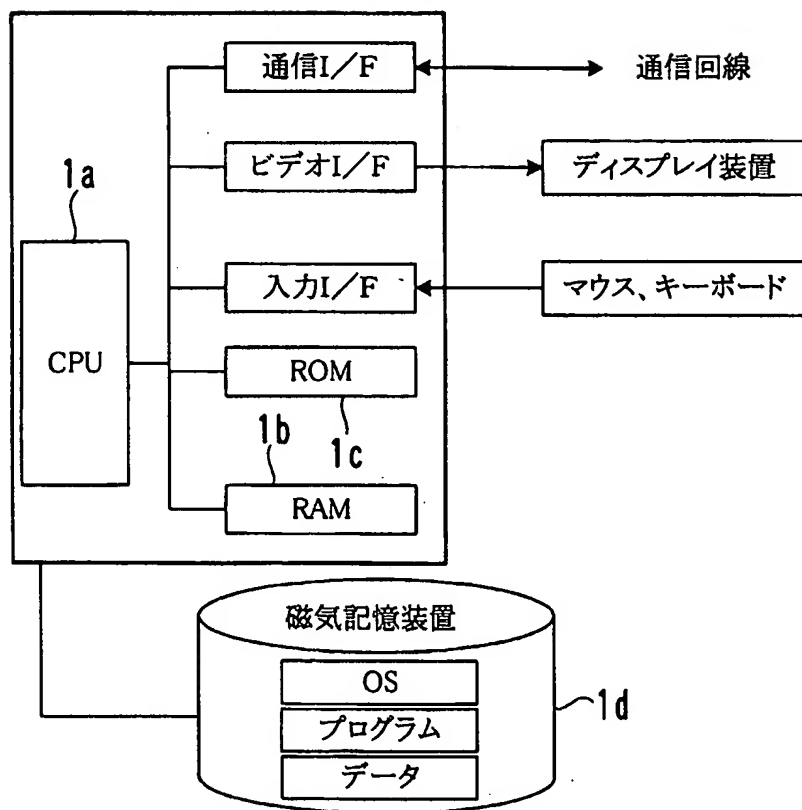 通信I/F
通信回線
ビデオI/F
ディスプレイ装置
1a
入力I/F
マウス、キーボード
CPU
ROM
1b
1c
RAM
磁気記憶装置
OS
1d
プログラム
データ